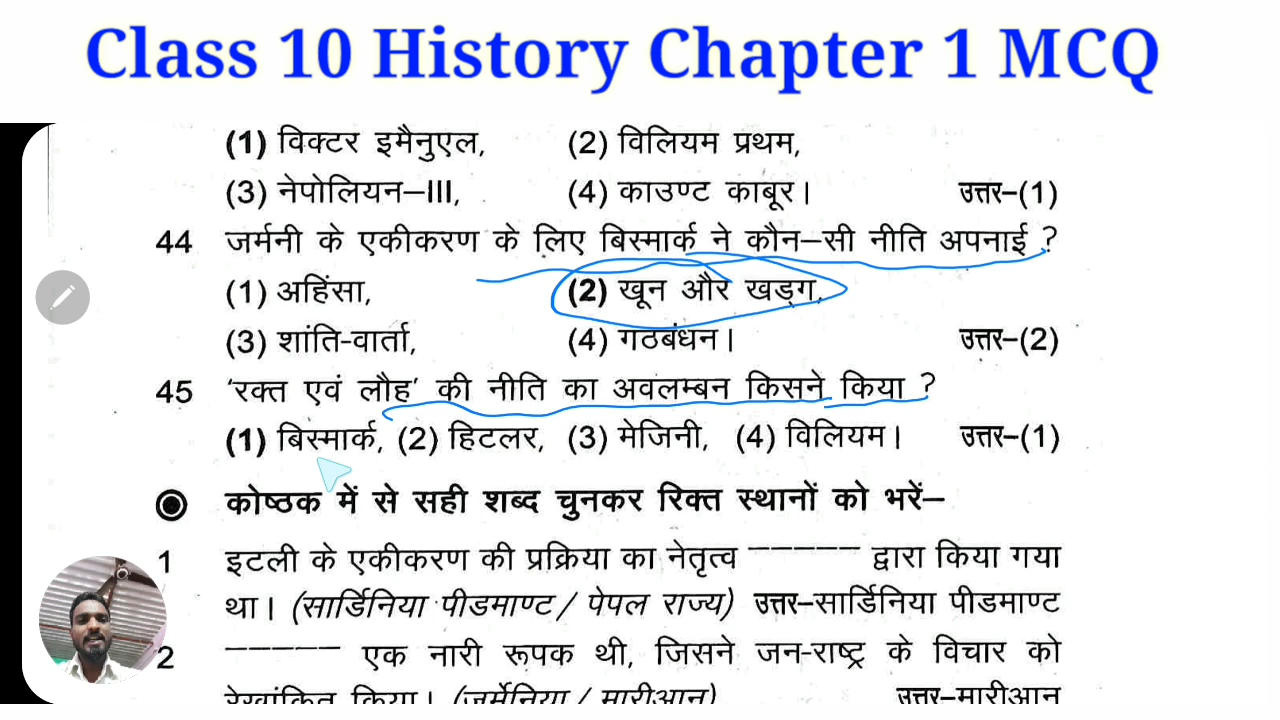 Class 10 History Chapter 1 MCQ
(1) विक्टर इमैनुएल, (2) विलियम प्रथम,
(3) नेपोलियन–III, (4) काउण्ट काबूर। उत्तर–(1)
44 जर्मनी के एकीकरण के लिए बिस्मार्क ने कौन–सी नीति अपनाई ?
(1) अहिंसा, (2) खून और खड्ग,
(3) शांति-वार्ता, (4) गठबंधन। उत्तर–(2)
45 ‘रक्त एवं लौह’ की नीति का अवलम्बन किसने किया ?
(1) बिस्मार्क, (2) हिटलर, (3) मेजिनी, (4) विलियम। उत्तर–(1)
कोष्ठक में से सही शब्द चुनकर रिक्त स्थानों को भरें–
1 इटली के एकीकरण की प्रक्रिया का नेतृत्व ––––– द्वारा किया गया
था। (सार्डिनिया पीडमाण्ट / पेपल राज्य) उत्तर–सार्डिनिया पीडमाण्ट
2 ––––– एक नारी रूपक थी, जिसने जन-राष्ट्र के विचार को
रेखांकित किया। (जर्मेनिया / मारीआन) उत्तर–मारीआन